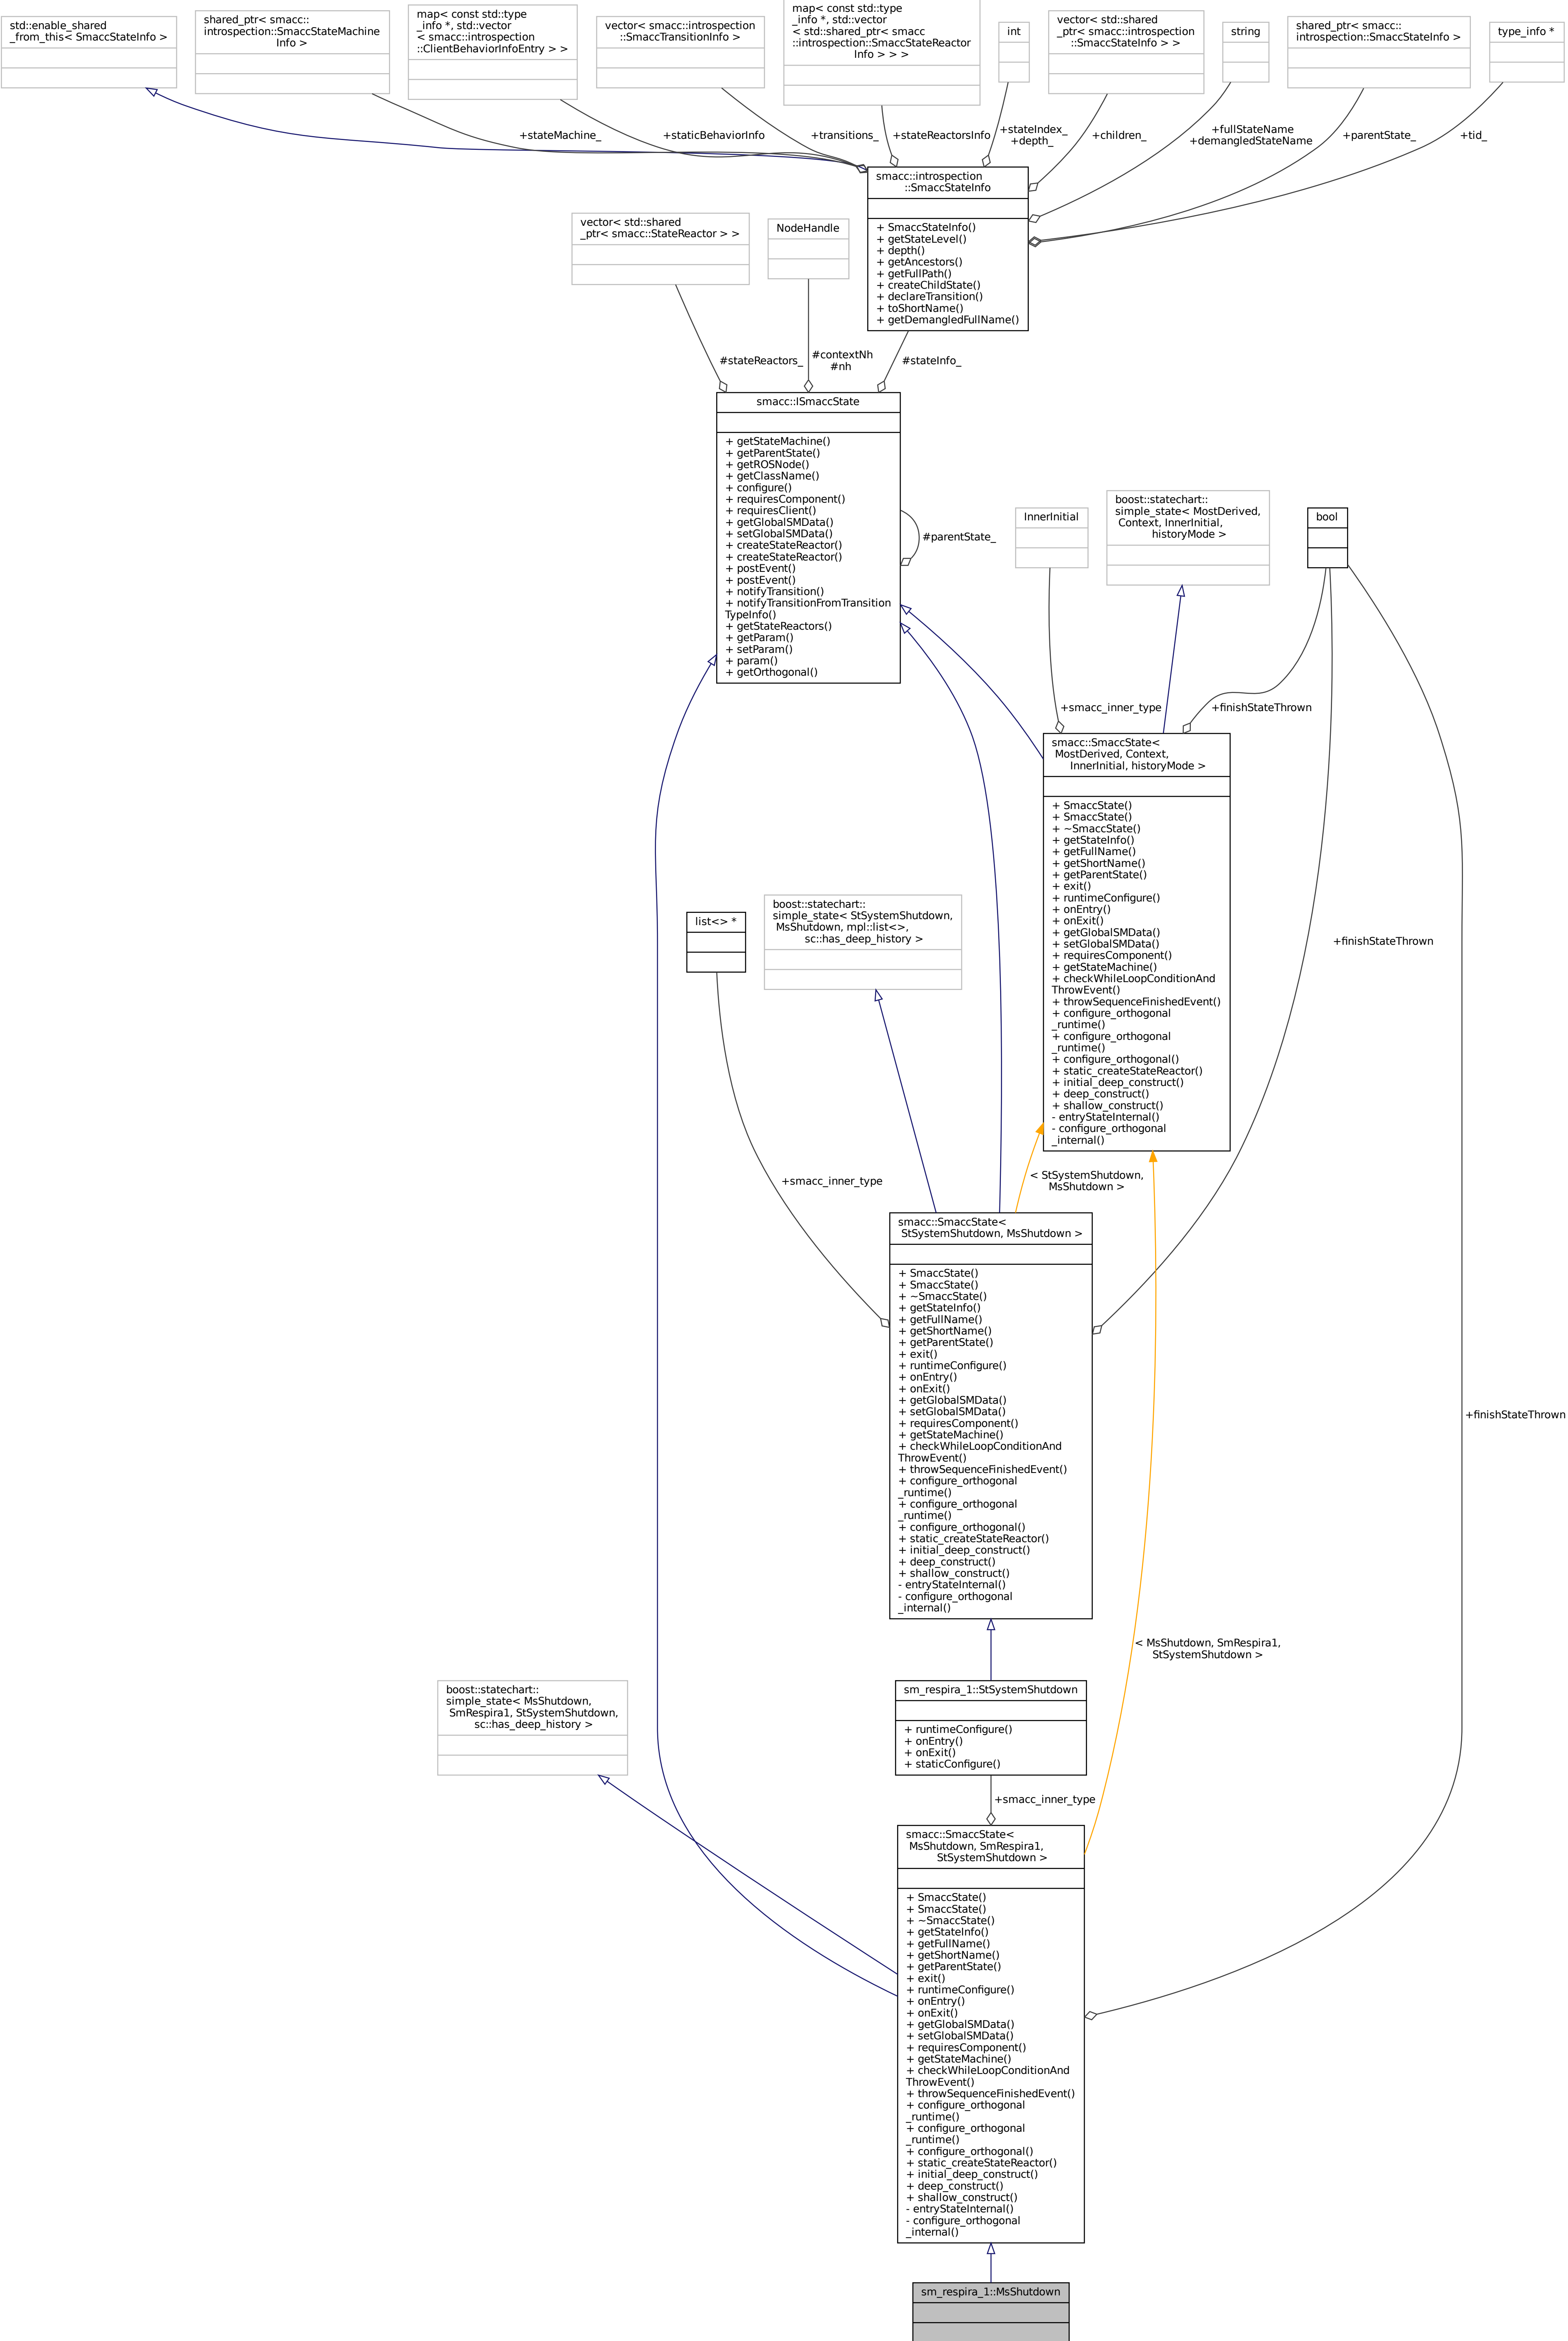 std::enable_shared
_from_this< SmaccStateInfo >
shared_ptr< smacc::
introspection::SmaccStateMachine
Info >
map< const std::type
_info *, std::vector
< smacc::introspection
::ClientBehaviorInfoEntry > >
vector< smacc::introspection
::SmaccTransitionInfo >
map< const std::type
_info *, std::vector
< std::shared_ptr< smacc
::introspection::SmaccStateReactor
Info > > >
int
vector< std::shared
_ptr< smacc::introspection
::SmaccStateInfo > >
string
shared_ptr< smacc::
introspection::SmaccStateInfo >
type_info *
+stateMachine_
+staticBehaviorInfo
+transitions_
+stateReactorsInfo
+stateIndex_
+depth_
+children_
+fullStateName
+demangledStateName
+parentState_
+tid_
smacc::introspection
::SmaccStateInfo
+ SmaccStateInfo()
+ getStateLevel()
+ depth()
+ getAncestors()
+ getFullPath()
+ createChildState()
+ declareTransition()
+ toShortName()
+ getDemangledFullName()
vector< std::shared
_ptr< smacc::StateReactor > >
NodeHandle
#stateReactors_
#contextNh
#nh
#stateInfo_
smacc::ISmaccState
+ getStateMachine()
+ getParentState()
+ getROSNode()
+ getClassName()
+ configure()
+ requiresComponent()
+ requiresClient()
+ getGlobalSMData()
+ setGlobalSMData()
+ createStateReactor()
+ createStateReactor()
+ postEvent()
+ postEvent()
+ notifyTransition()
+ notifyTransitionFromTransition
TypeInfo()
+ getStateReactors()
+ getParam()
+ setParam()
+ param()
+ getOrthogonal()
#parentState_
InnerInitial
boost::statechart::
simple_state< MostDerived,
Context, InnerInitial,
historyMode >
bool
+smacc_inner_type
+finishStateThrown
smacc::SmaccState<
MostDerived, Context,
InnerInitial, historyMode >
+ SmaccState()
+ SmaccState()
+ ~SmaccState()
+ getStateInfo()
+ getFullName()
+ getShortName()
+ getParentState()
+ exit()
+ runtimeConfigure()
+ onEntry()
+ onExit()
+ getGlobalSMData()
+ setGlobalSMData()
+ requiresComponent()
+ getStateMachine()
+ checkWhileLoopConditionAnd
ThrowEvent()
+ throwSequenceFinishedEvent()
+ configure_orthogonal
_runtime()
+ configure_orthogonal
_runtime()
+ configure_orthogonal()
+ static_createStateReactor()
+ initial_deep_construct()
+ deep_construct()
+ shallow_construct()
- entryStateInternal()
- configure_orthogonal
_internal()
list<> *
boost::statechart::
simple_state< StSystemShutdown,
MsShutdown, mpl::list<>,
sc::has_deep_history >
+finishStateThrown
+smacc_inner_type
< StSystemShutdown,
MsShutdown >
smacc::SmaccState<
StSystemShutdown, MsShutdown >
+ SmaccState()
+ SmaccState()
+ ~SmaccState()
+ getStateInfo()
+ getFullName()
+ getShortName()
+ getParentState()
+ exit()
+ runtimeConfigure()
+ onEntry()
+ onExit()
+ getGlobalSMData()
+ setGlobalSMData()
+ requiresComponent()
+ getStateMachine()
+ checkWhileLoopConditionAnd
ThrowEvent()
+ throwSequenceFinishedEvent()
+ configure_orthogonal
_runtime()
+ configure_orthogonal
_runtime()
+ configure_orthogonal()
+ static_createStateReactor()
+ initial_deep_construct()
+ deep_construct()
+ shallow_construct()
- entryStateInternal()
- configure_orthogonal
_internal()
+finishStateThrown
< MsShutdown, SmRespira1,
StSystemShutdown >
boost::statechart::
simple_state< MsShutdown,
SmRespira1, StSystemShutdown,
sc::has_deep_history >
sm_respira_1::StSystemShutdown
+ runtimeConfigure()
+ onEntry()
+ onExit()
+ staticConfigure()
+smacc_inner_type
smacc::SmaccState<
MsShutdown, SmRespira1,
StSystemShutdown >
+ SmaccState()
+ SmaccState()
+ ~SmaccState()
+ getStateInfo()
+ getFullName()
+ getShortName()
+ getParentState()
+ exit()
+ runtimeConfigure()
+ onEntry()
+ onExit()
+ getGlobalSMData()
+ setGlobalSMData()
+ requiresComponent()
+ getStateMachine()
+ checkWhileLoopConditionAnd
ThrowEvent()
+ throwSequenceFinishedEvent()
+ configure_orthogonal
_runtime()
+ configure_orthogonal
_runtime()
+ configure_orthogonal()
+ static_createStateReactor()
+ initial_deep_construct()
+ deep_construct()
+ shallow_construct()
- entryStateInternal()
- configure_orthogonal
_internal()
sm_respira_1::MsShutdown